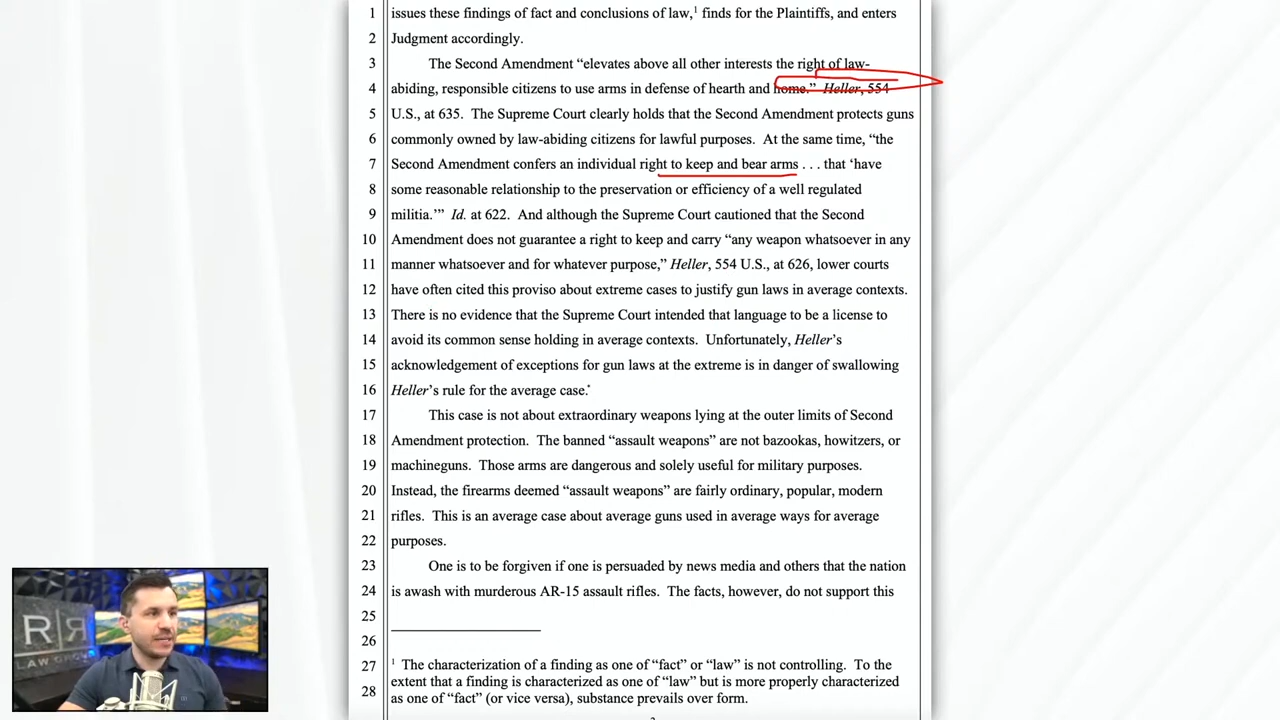 1 issues these findings of fact and conclusions of law,¹ finds for the Plaintiffs, and enters
2 Judgment accordingly.
3 The Second Amendment “elevates above all other interests the right of law-
4 abiding, responsible citizens to use arms in defense of hearth and home.” Heller, 554
5 U.S., at 635. The Supreme Court clearly holds that the Second Amendment protects guns
6 commonly owned by law-abiding citizens for lawful purposes. At the same time, “the
7 Second Amendment confers an individual right to keep and bear arms . . . that ‘have
8 some reasonable relationship to the preservation or efficiency of a well regulated
9 militia.’” Id. at 622. And although the Supreme Court cautioned that the Second
10 Amendment does not guarantee a right to keep and carry “any weapon whatsoever in any
11 manner whatsoever and for whatever purpose,” Heller, 554 U.S., at 626, lower courts
12 have often cited this proviso about extreme cases to justify gun laws in average contexts.
13 There is no evidence that the Supreme Court intended that language to be a license to
14 avoid its common sense holding in average contexts. Unfortunately, Heller’s
15 acknowledgement of exceptions for gun laws at the extreme is in danger of swallowing
16 Heller’s rule for the average case.
17 This case is not about extraordinary weapons lying at the outer limits of Second
18 Amendment protection. The banned “assault weapons” are not bazookas, howitzers, or
19 machineguns. Those arms are dangerous and solely useful for military purposes.
20 Instead, the firearms deemed “assault weapons” are fairly ordinary, popular, modern
21 rifles. This is an average case about average guns used in average ways for average
22 purposes.
23 One is to be forgiven if one is persuaded by news media and others that the nation
24 is awash with murderous AR-15 assault rifles. The facts, however, do not support this
25
26
27 ¹ The characterization of a finding as one of “fact” or “law” is not controlling. To the
extent that a finding is characterized as one of “law” but is more properly characterized
28 as one of “fact” (or vice versa), substance prevails over form.
R R
LAW GROUP